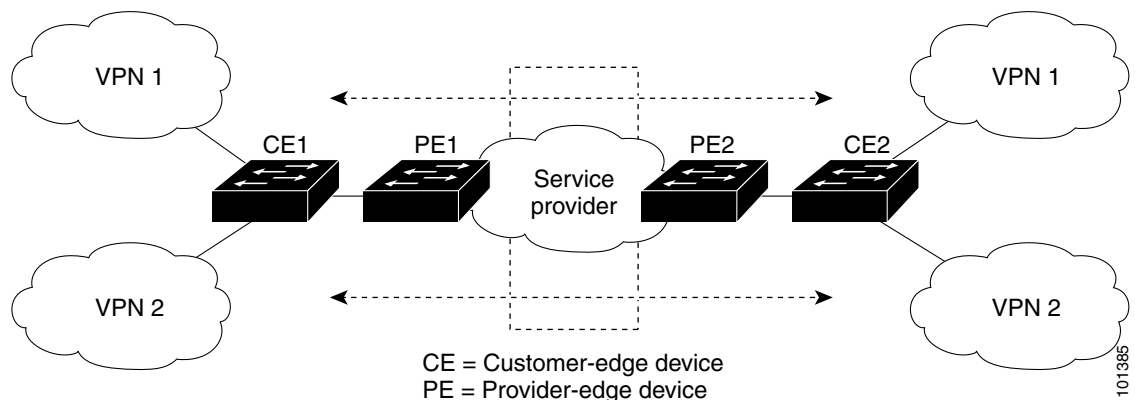 VPN 1
VPN 1
CE1
PE1
PE2
CE2
Service
provider
VPN 2
VPN 2
CE = Customer-edge device
PE = Provider-edge device
101385